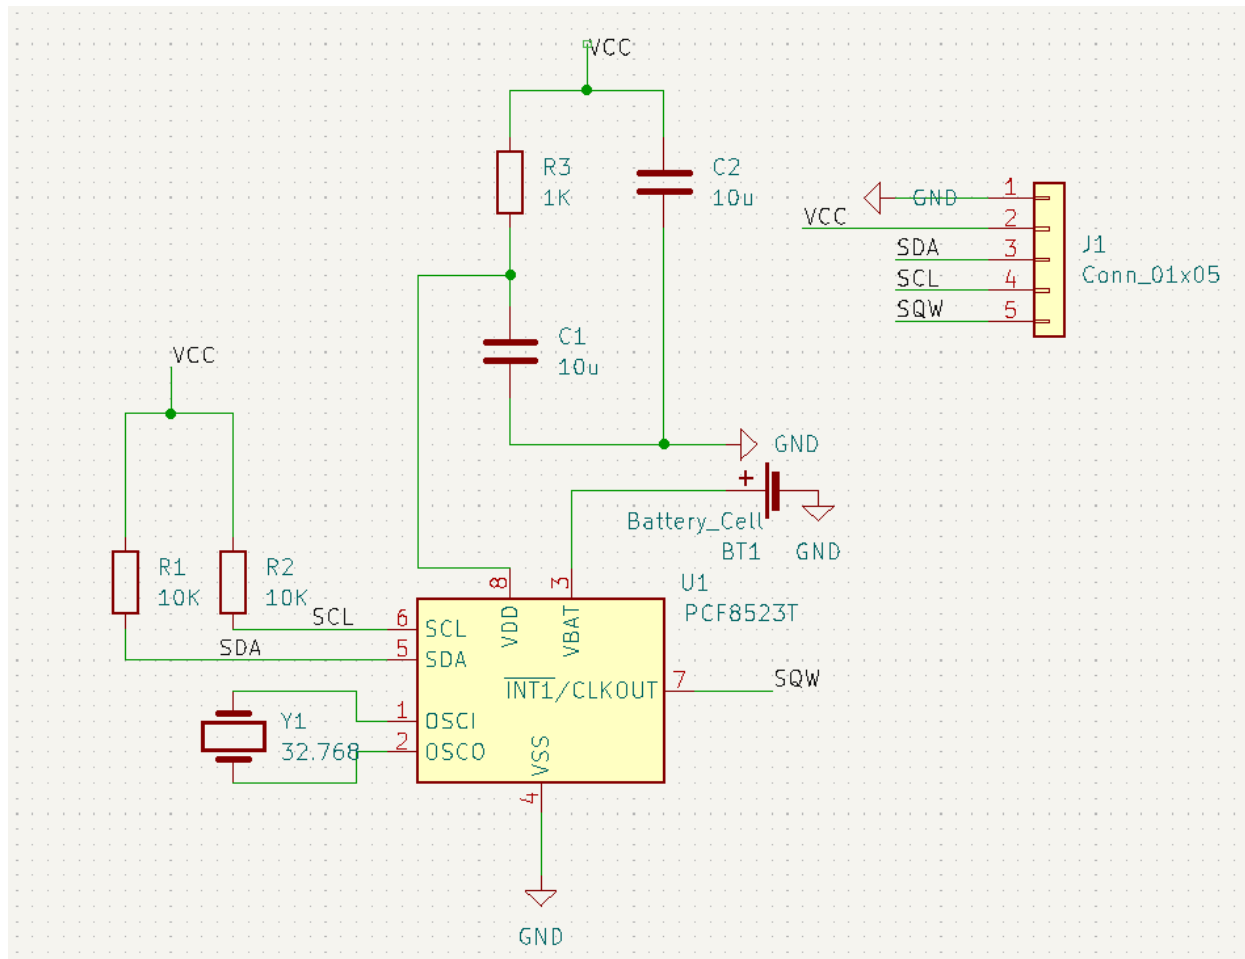 VCC
R3
1K
C2
10u
GND
1
VCC
2
SDA
3
SCL
4
SQW
5
J1
Conn_01x05
C1
10u
VCC
GND
+
Battery_Cell
BT1
GND
R1
10K
R2
10K
U1
PCF8523T
8
3
VDD
VBAT
SCL
6
SCL
SDA
5
SDA
INT1/CLKOUT
7
SQW
Y1
32.768
1
OSCI
2
OSCO
VSS
4
GND